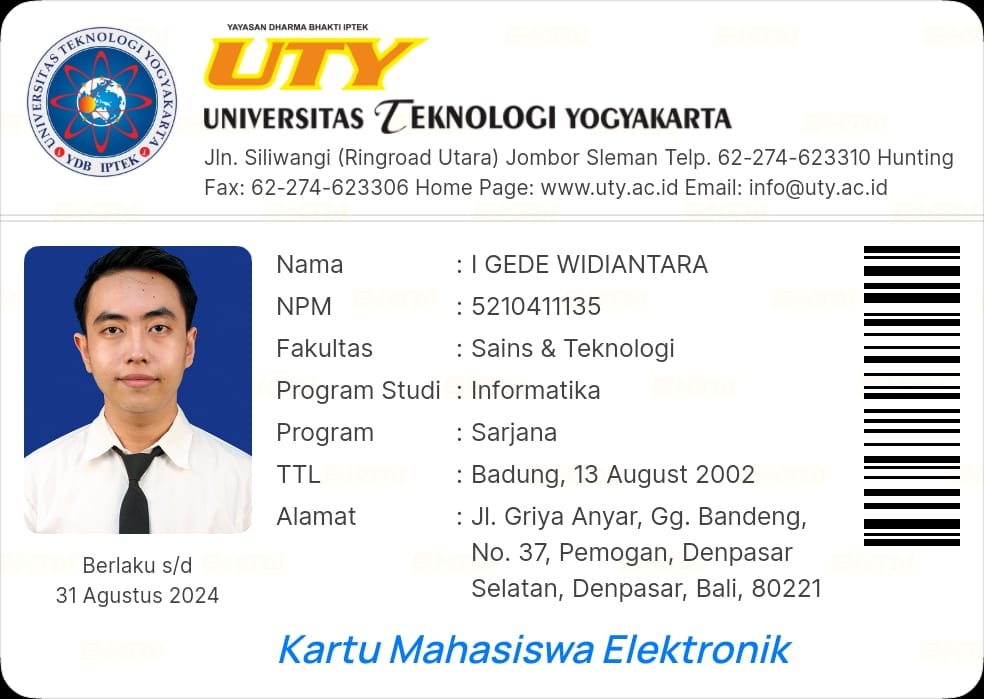 YAYASAN DHARMA BHAKTI IPTEK
UTY
UNIVERSITAS TEKNOLOGI YOGYAKARTA
UNIVERSITAS TEKNOLOGI YOGYAKARTA
YDB IPTEK
Jln. Siliwangi (Ringroad Utara) Jombor Sleman Telp. 62-274-623310 Hunting
Fax: 62-274-623306 Home Page: www.uty.ac.id Email: info@uty.ac.id
Nama : I GEDE WIDIANTARA
NPM : 5210411135
Fakultas : Sains & Teknologi
Program Studi : Informatika
Program : Sarjana
TTL : Badung, 13 August 2002
Alamat : Jl. Griya Anyar, Gg. Bandeng,
No. 37, Pemogan, Denpasar
Selatan, Denpasar, Bali, 80221
Berlaku s/d
31 Agustus 2024
Kartu Mahasiswa Elektronik